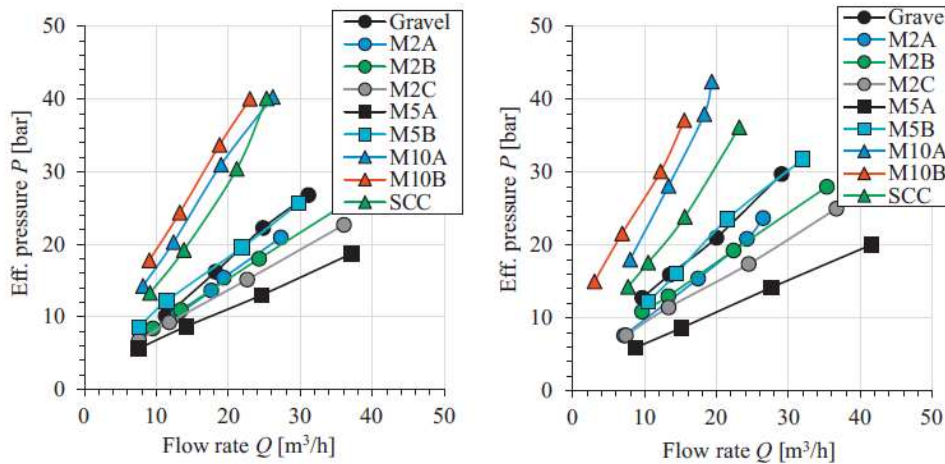 50
40
30
20
10
0
Eff. pressure P [bar]
0 10 20 30 40 50
Flow rate Q [m³/h]
Gravel
M2A
M2B
M2C
M5A
M5B
M10A
M10B
SCC
50
40
30
20
10
0
Eff. pressure P [bar]
0 10 20 30 40 50
Flow rate Q [m³/h]
Grave
M2A
M2B
M2C
M5A
M5B
M10A
M10B
SCC